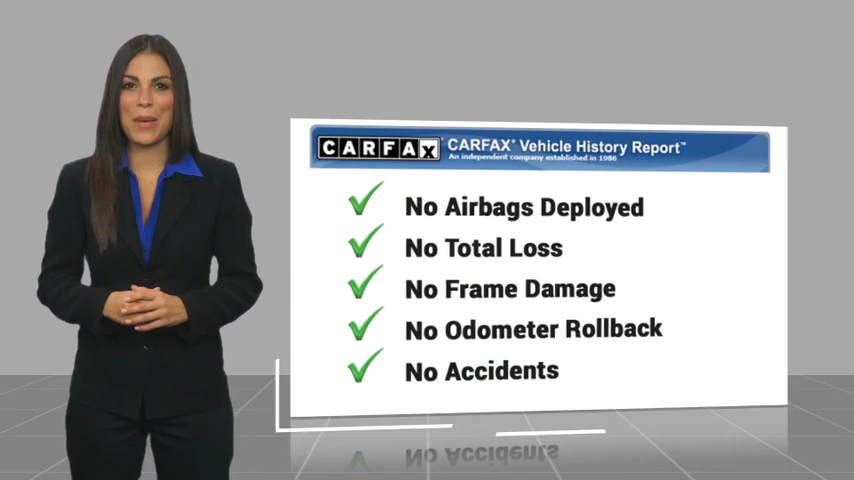 CARFAX® CARFAX® Vehicle History Report™
An independent company established in 1986
No Airbags Deployed
No Total Loss
No Frame Damage
No Odometer Rollback
No Accidents
No Accidents